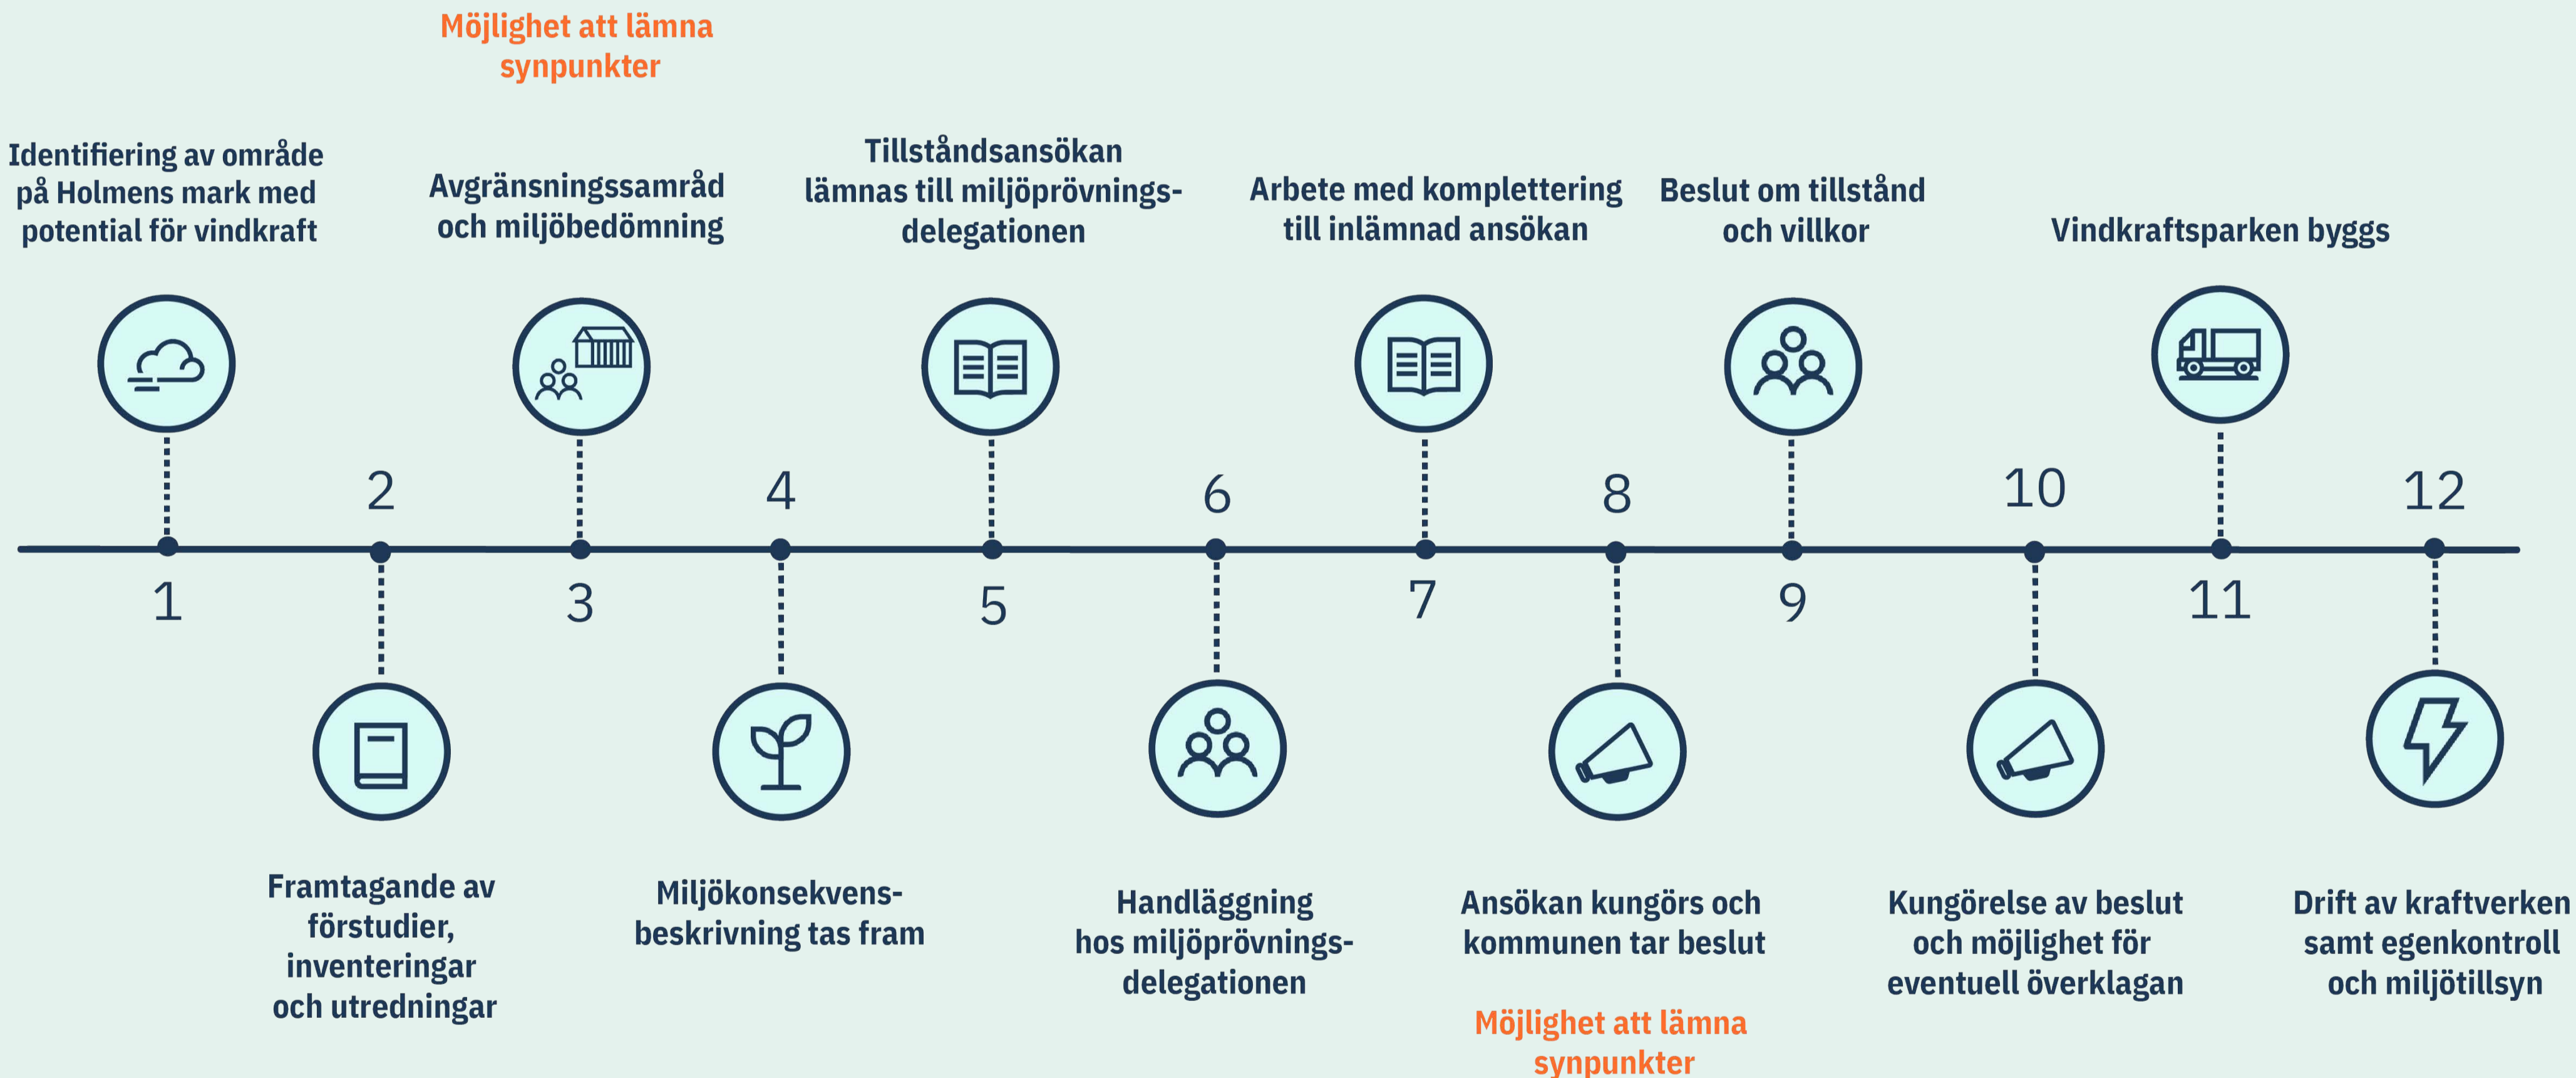 Möjlighet att lämna
synpunkter
Identifiering av område
på Holmens mark med
potential för vindkraft
1
2
Framtagande av
förstudier,
inventeringar
och utredningar
Avgränsningssamråd
och miljöbedömning
3
4
Miljökonsekvens-
beskrivning tas fram
Tillståndsansökan
lämnas till miljöprövnings-
delegationen
5
6
Handläggning
hos miljöprövnings-
delegationen
Arbete med komplettering
till inlämnad ansökan
7
8
Ansökan kungörs och
kommunen tar beslut
Möjlighet att lämna
synpunkter
Beslut om tillstånd
och villkor
9
10
Kungörelse av beslut
och möjlighet för
eventuell överklagan
Vindkraftsparken byggs
11
12
Drift av kraftverken
samt egenkontroll
och miljötillsyn